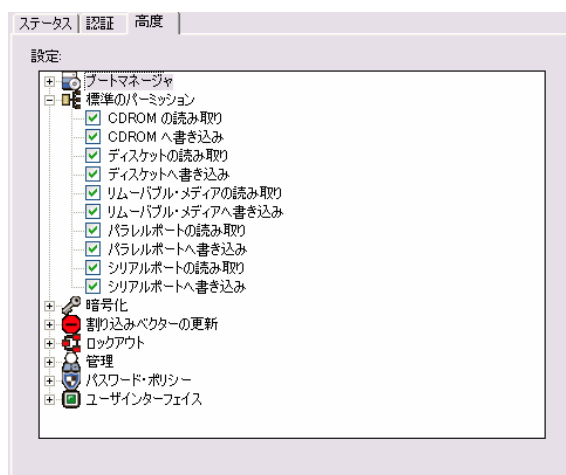 ステータス 認証 高度
設定:
ブートマネージャ
標準のパーミッション
CDROM の読み取り
CDROM へ書き込み
ディスケットの読み取り
ディスケットへ書き込み
リムーバブル・メディアの読み取り
リムーバブル・メディアへ書き込み
パラレルポートの読み取り
パラレルポートへ書き込み
シリアルポートの読み取り
シリアルポートへ書き込み
暗号化
割り込みベクターの更新
ロックアウト
管理
パスワード・ポリシー
ユーザインターフェイス